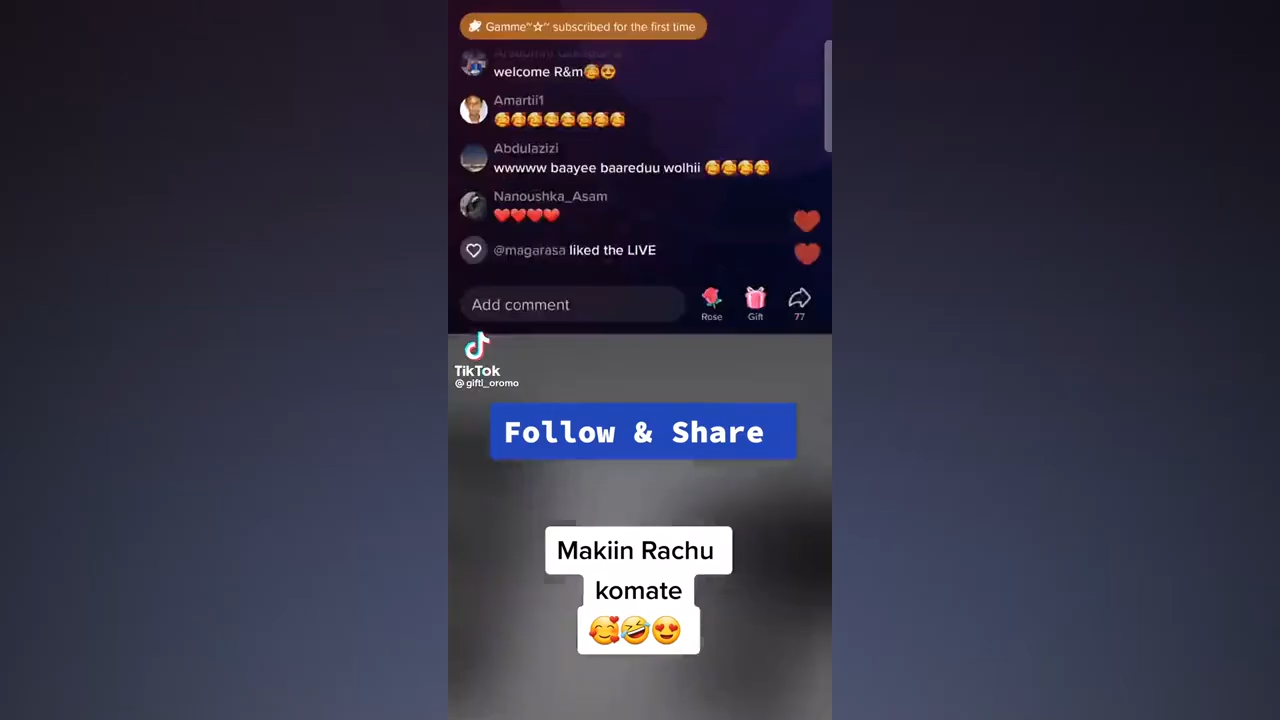 Gamme~☆~ subscribed for the first time
welcome R&m🥰😍
Amartii1
🥰🥰🥰🥰🥰🥰🥰🥰
Abdulazizi
wwwww baayee baareduu wolhii 🥰🥰🥰🥰
Nanoushka_Asam
❤️❤️❤️❤️
@magarasa liked the LIVE
Add comment
Rose
Gift
77
TikTok
@gifti_oromo
Follow & Share
Makiin Rachu
komate
🥰🤣😍